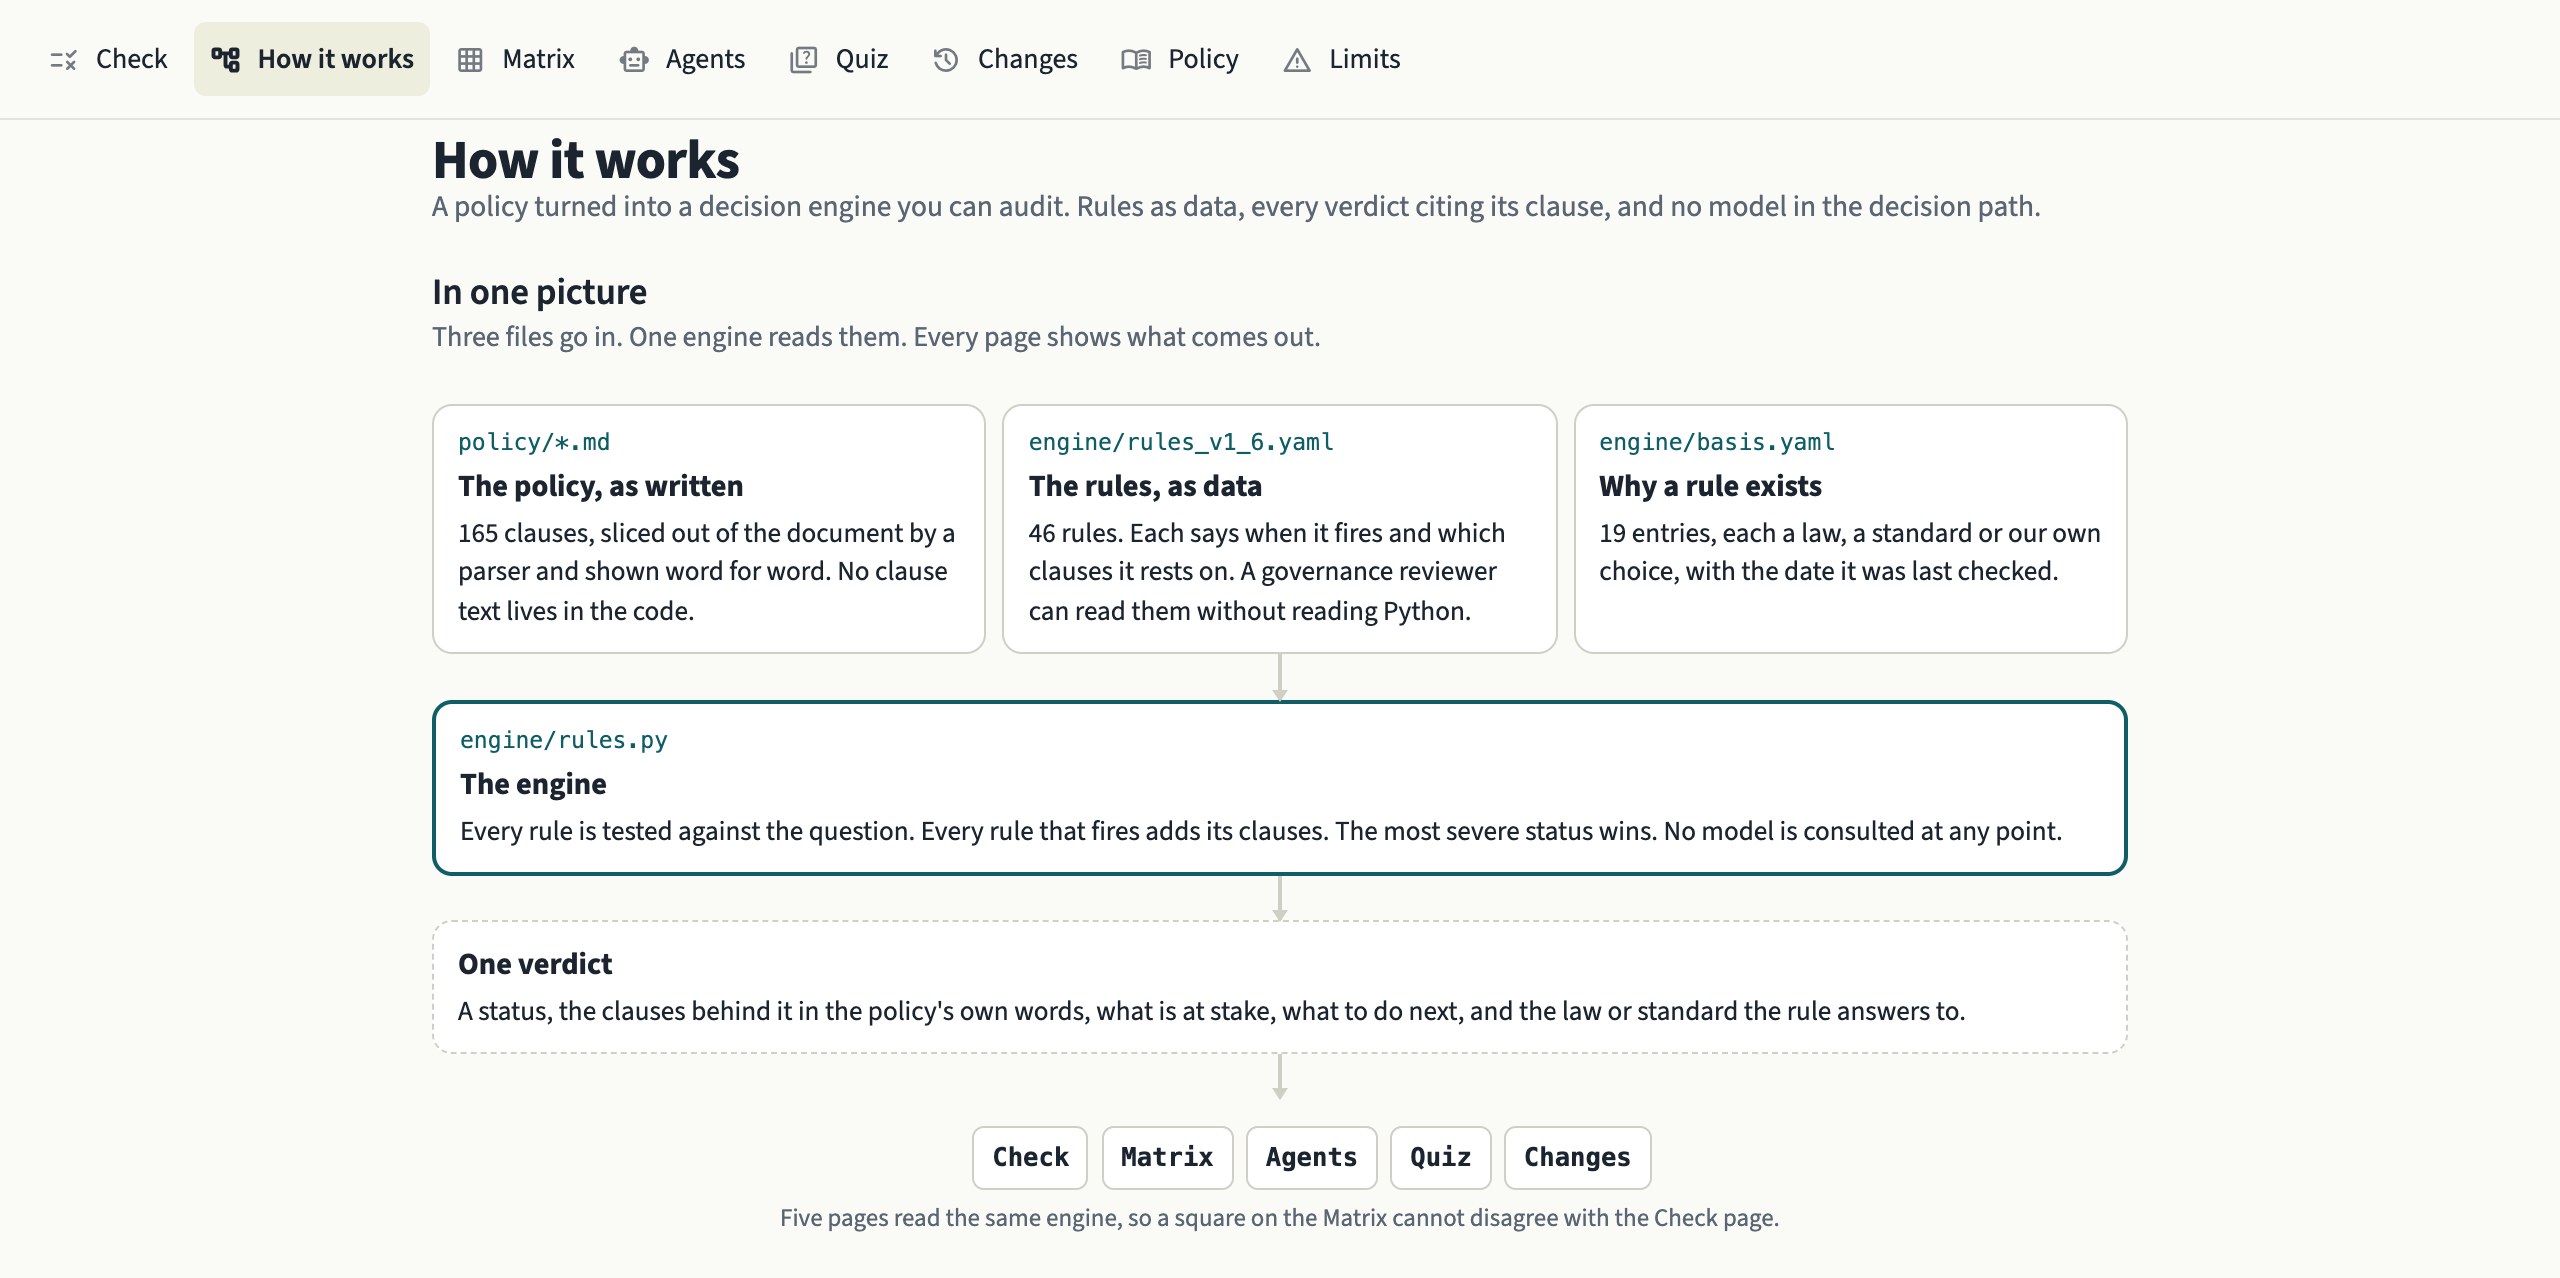 Check
How it works
Matrix
Agents
Quiz
Changes
Policy
Limits
How it works
A policy turned into a decision engine you can audit. Rules as data, every verdict citing its clause, and no model in the decision path.
In one picture
Three files go in. One engine reads them. Every page shows what comes out.
policy/*.md
The policy, as written
165 clauses, sliced out of the document by a
parser and shown word for word. No clause
text lives in the code.
engine/rules_v1_6.yaml
The rules, as data
46 rules. Each says when it fires and which
clauses it rests on. A governance reviewer
can read them without reading Python.
engine/basis.yaml
Why a rule exists
19 entries, each a law, a standard or our own
choice, with the date it was last checked.
engine/rules.py
The engine
Every rule is tested against the question. Every rule that fires adds its clauses. The most severe status wins. No model is consulted at any point.
One verdict
A status, the clauses behind it in the policy's own words, what is at stake, what to do next, and the law or standard the rule answers to.
Check
Matrix
Agents
Quiz
Changes
Five pages read the same engine, so a square on the Matrix cannot disagree with the Check page.